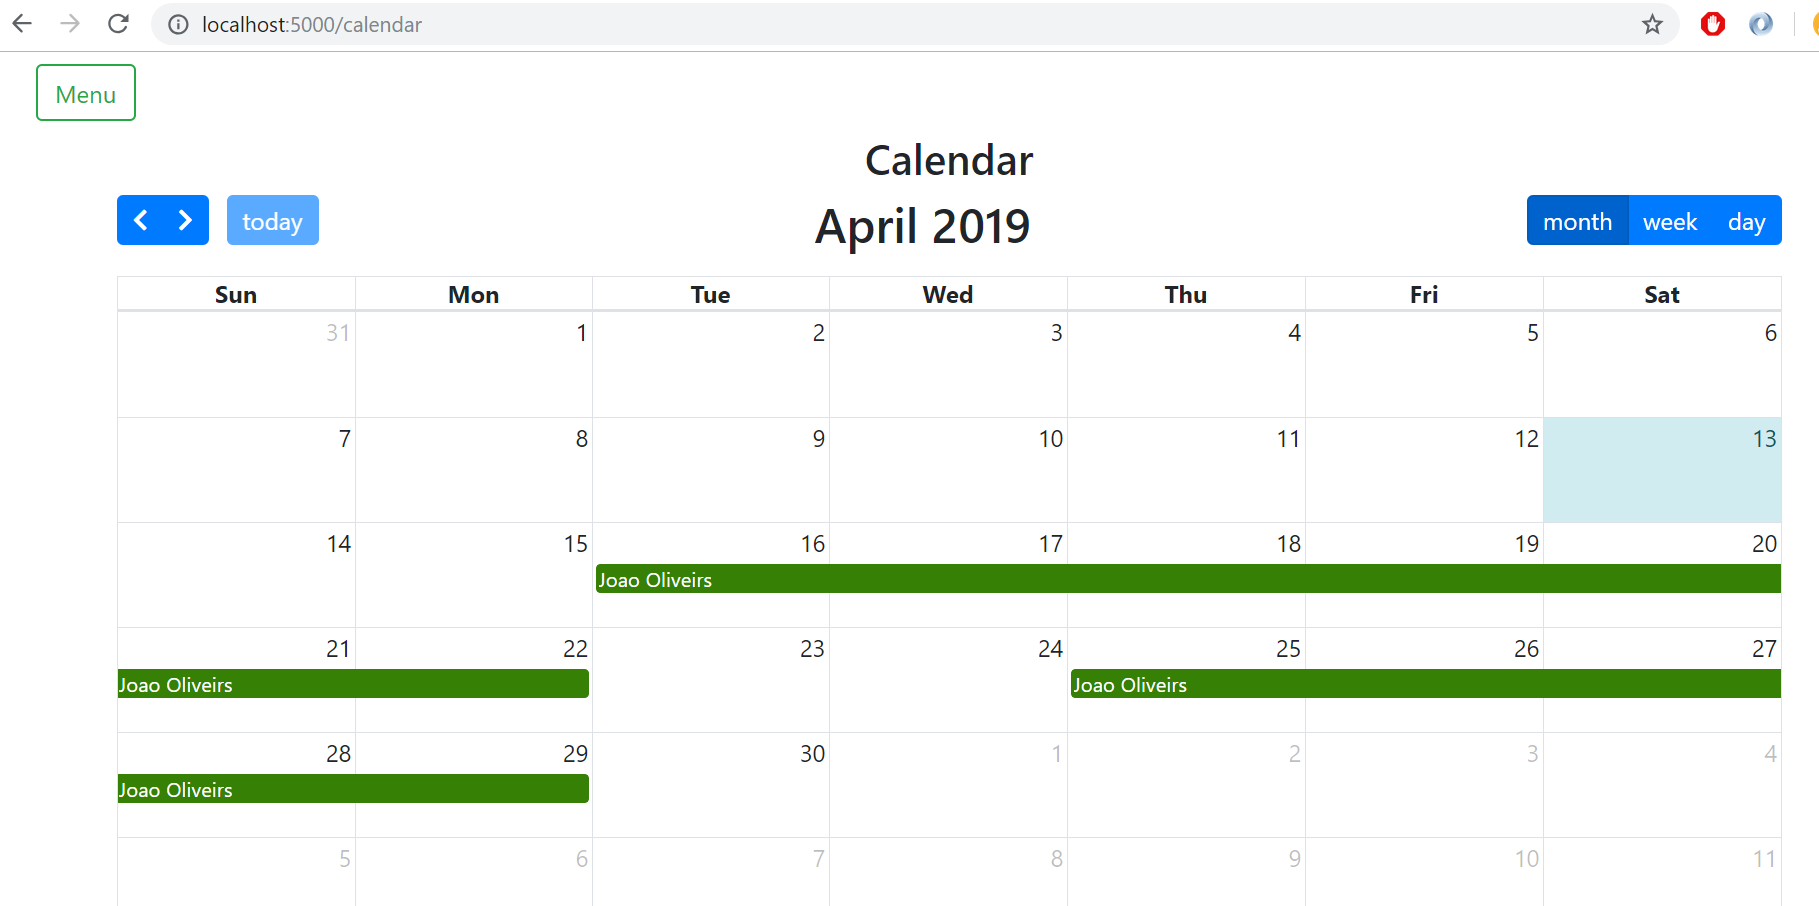 localhost:5000/calendar
Menu
Calendar
today April 2019 month week day
Sun Mon Tue Wed Thu Fri Sat
31 1 2 3 4 5 6
7 8 9 10 11 12 13
14 15 16 17 18 19 20
Joao Oliveirs
21 22 23 24 25 26 27
Joao Oliveirs Joao Oliveirs
28 29 30 1 2 3 4
Joao Oliveirs
5 6 7 8 9 10 11